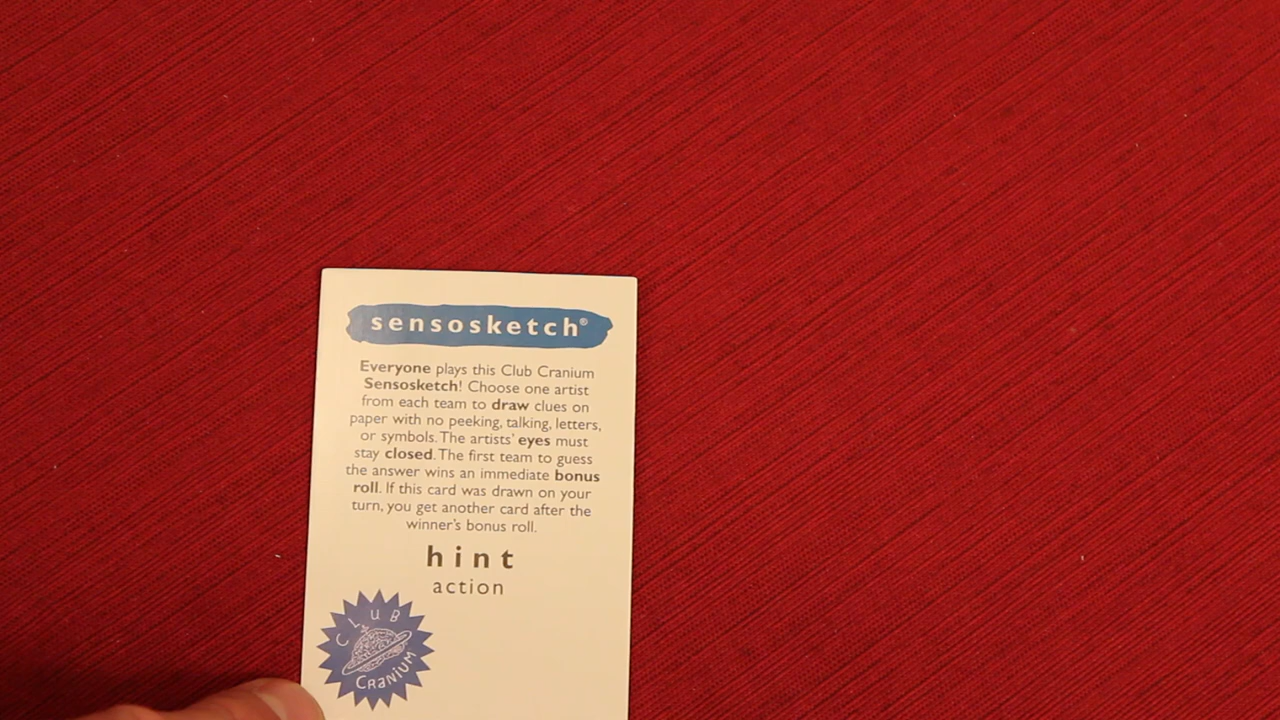 sensosketch®
Everyone plays this Club Cranium
Sensosketch! Choose one artist
from each team to draw clues on
paper with no peeking, talking, letters,
or symbols. The artists' eyes must
stay closed. The first team to guess
the answer wins an immediate bonus
roll. If this card was drawn on your
turn, you get another card after the
winner's bonus roll.
hint
action
CLUB
CRANIUM